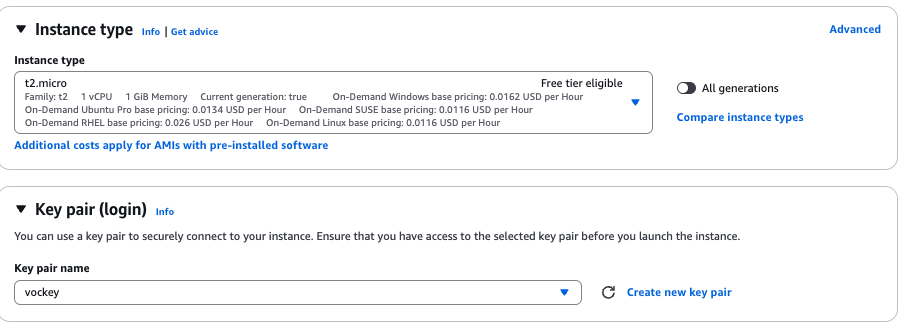 Instance type Info | Get advice Advanced
Instance type
t2.micro Free tier eligible
Family: t2 1 vCPU 1 GiB Memory Current generation: true On-Demand Windows base pricing: 0.0162 USD per Hour
On-Demand Ubuntu Pro base pricing: 0.0134 USD per Hour On-Demand SUSE base pricing: 0.0116 USD per Hour
On-Demand RHEL base pricing: 0.026 USD per Hour On-Demand Linux base pricing: 0.0116 USD per Hour
All generations
Compare instance types
Additional costs apply for AMIs with pre-installed software
Key pair (login) Info
You can use a key pair to securely connect to your instance. Ensure that you have access to the selected key pair before you launch the instance.
Key pair name
vockey
Create new key pair